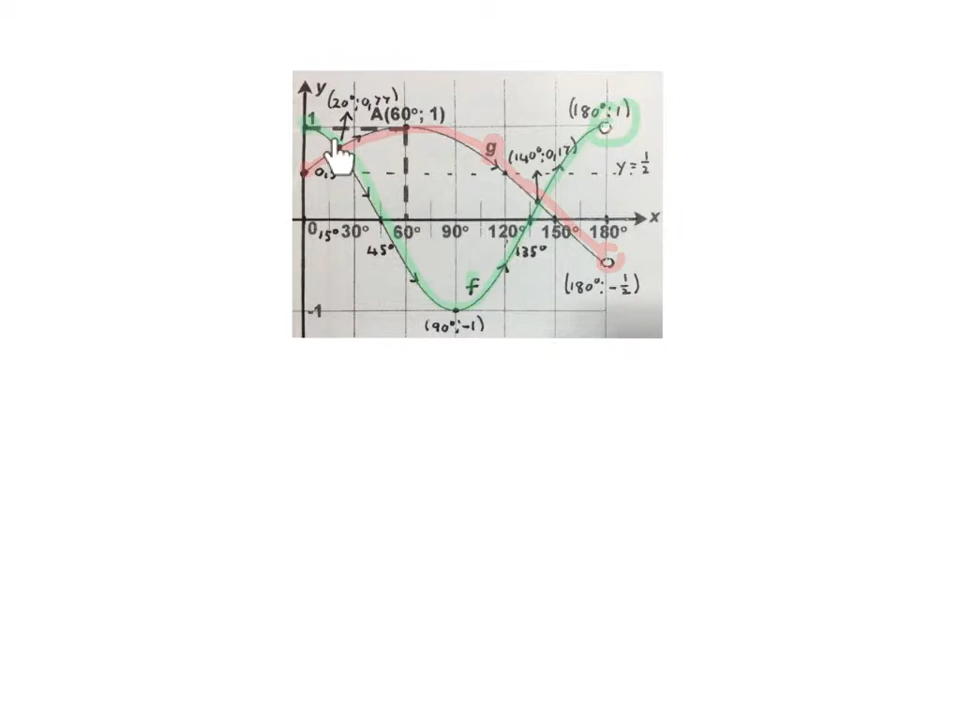 y
(20°;0,77)
1
A(60°; 1)
(180°;1)
g
(140°;0,17)
y=½
x
0
15°
30°
60°
90°
120°
150°
180°
45°
135°
f
(180°;-½)
-1
(90°;-1)